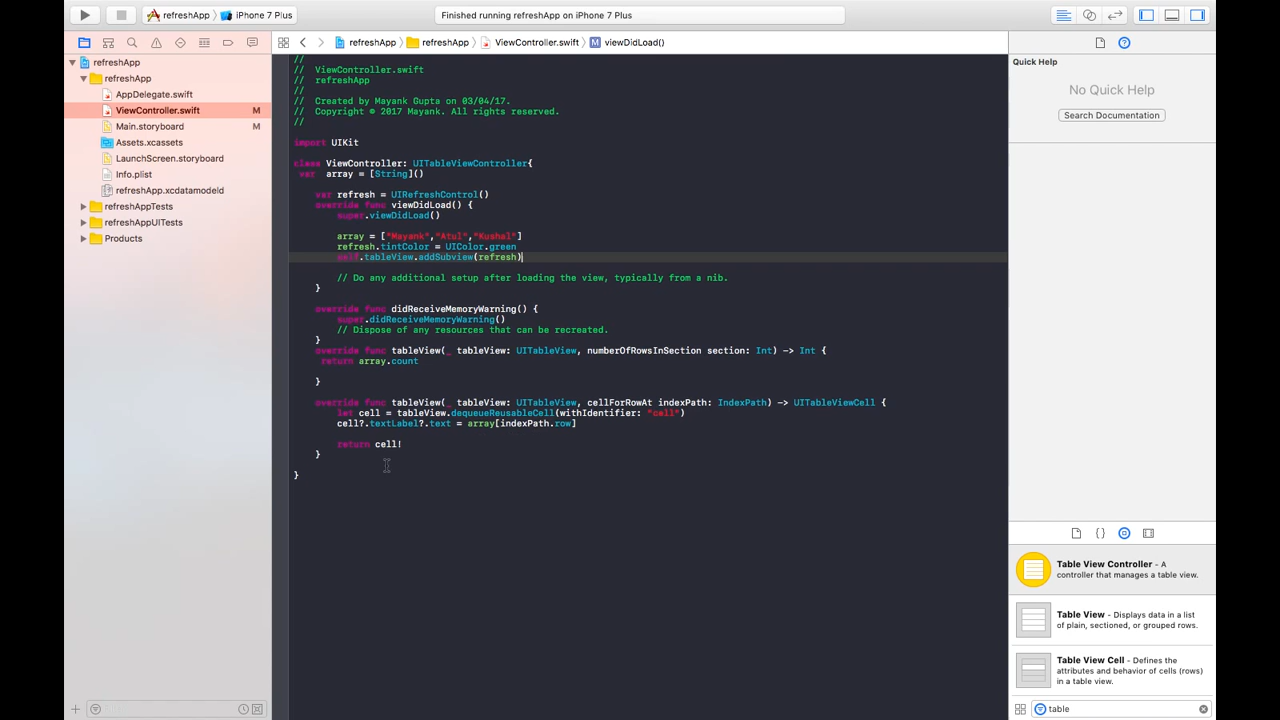 refreshApp iPhone 7 Plus
Finished running refreshApp on iPhone 7 Plus
refreshApp refreshApp ViewController.swift M viewDidLoad()
refreshApp
refreshApp
AppDelegate.swift
ViewController.swift M
Main.storyboard M
Assets.xcassets
LaunchScreen.storyboard
Info.plist
refreshApp.xcdatamodeld
refreshAppTests
refreshAppUITests
Products
//
// ViewController.swift
// refreshApp
//
// Created by Mayank Gupta on 03/04/17.
// Copyright © 2017 Mayank. All rights reserved.
//
import UIKit
class ViewController: UITableViewController{
var array = [String]()
var refresh = UIRefreshControl()
override func viewDidLoad() {
super.viewDidLoad()
array = ["Mayank","Atul","Kushal"]
refresh.tintColor = UIColor.green
self.tableView.addSubview(refresh)
// Do any additional setup after loading the view, typically from a nib.
}
override func didReceiveMemoryWarning() {
super.didReceiveMemoryWarning()
// Dispose of any resources that can be recreated.
}
override func tableView(_ tableView: UITableView, numberOfRowsInSection section: Int) -> Int {
return array.count
}
override func tableView(_ tableView: UITableView, cellForRowAt indexPath: IndexPath) -> UITableViewCell {
let cell = tableView.dequeueReusableCell(withIdentifier: "cell")
cell?.textLabel?.text = array[indexPath.row]
return cell!
}
}
Quick Help
No Quick Help
Search Documentation
{ }
Table View Controller - A
controller that manages a table view.
Table View - Displays data in a list
of plain, sectioned, or grouped rows.
Table View Cell - Defines the
attributes and behavior of cells (rows)
in a table view.
table